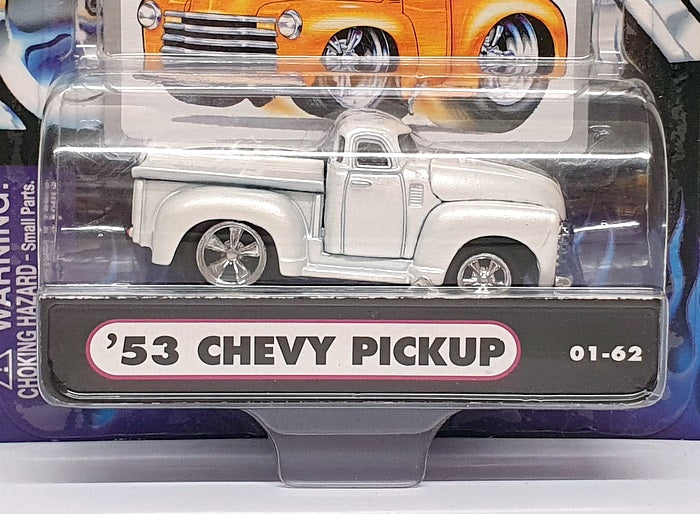 WARNING:
CHOKING HAZARD - Small Parts.
'53 CHEVY PICKUP
01-62